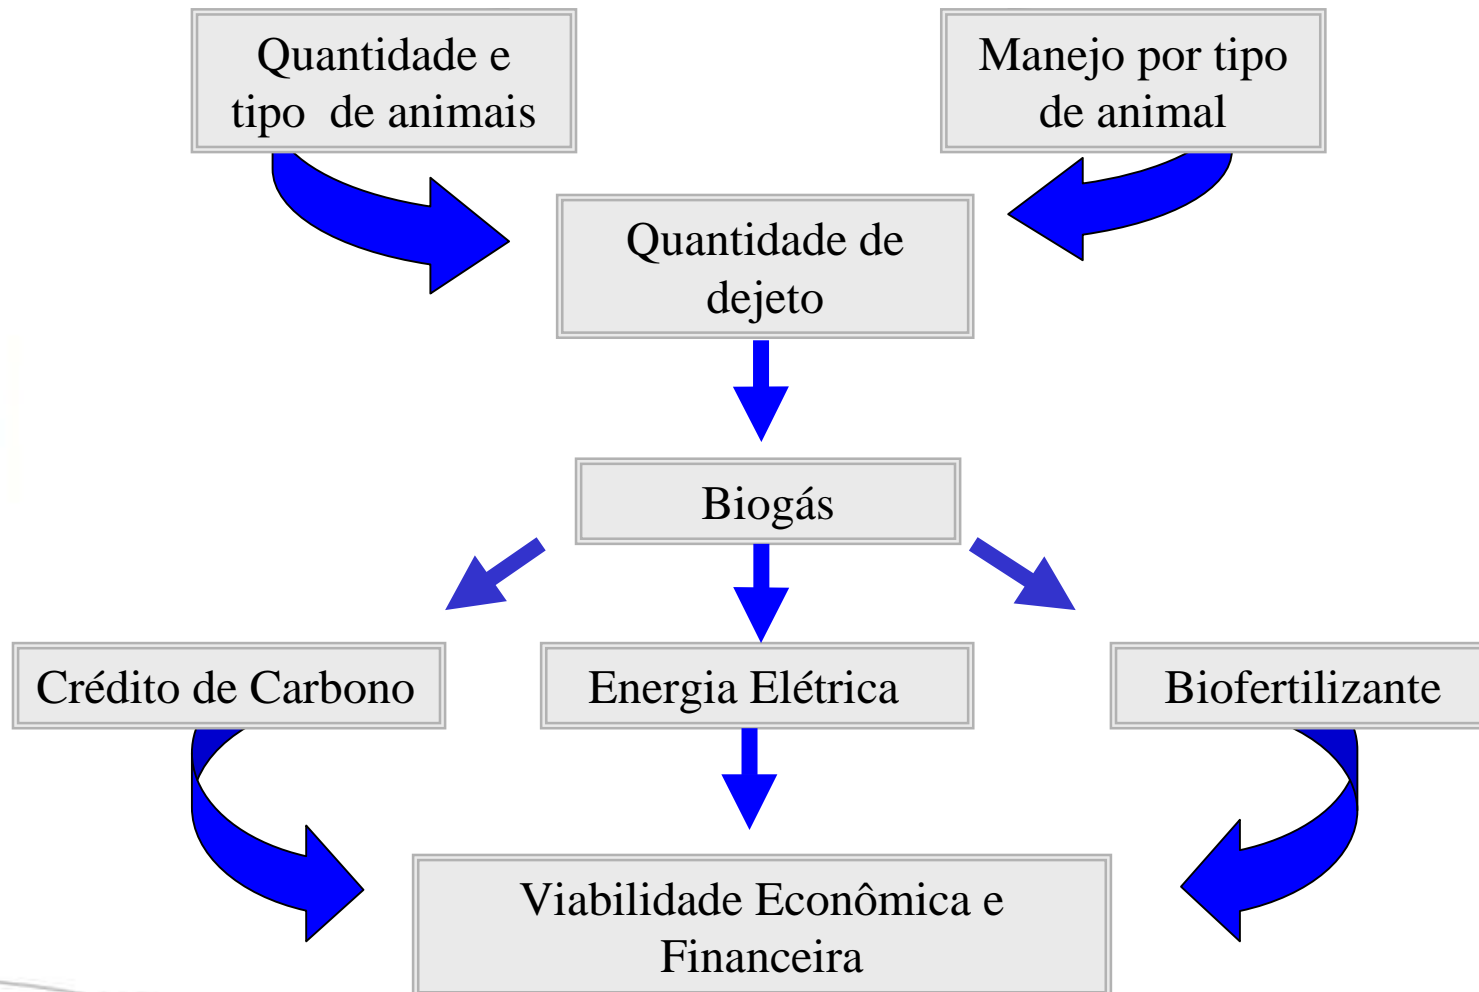 Quantidade e
tipo de animais
Manejo por tipo
de animal
Quantidade de
dejeto
Biogás
Crédito de Carbono
Energia Elétrica
Biofertilizante
Viabilidade Econômica e
Financeira